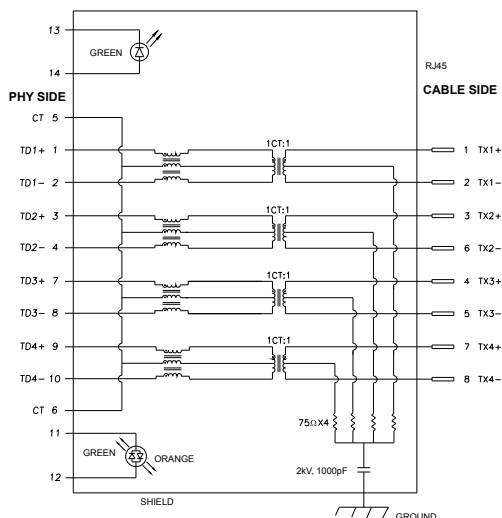 13
GREEN
14
RJ45
PHY SIDE
CABLE SIDE
CT 5
1CT:1
TD1+ 1
1 TX1+
TD1- 2
2 TX1-
1CT:1
TD2+ 3
3 TX2+
TD2- 4
6 TX2-
1CT:1
TD3+ 7
4 TX3+
TD3- 8
5 TX3-
1CT:1
TD4+ 9
7 TX4+
TD4- 10
8 TX4-
CT 6
75ΩX4
11
GREEN ORANGE
2kV, 1000pF
12
SHIELD
GROUND